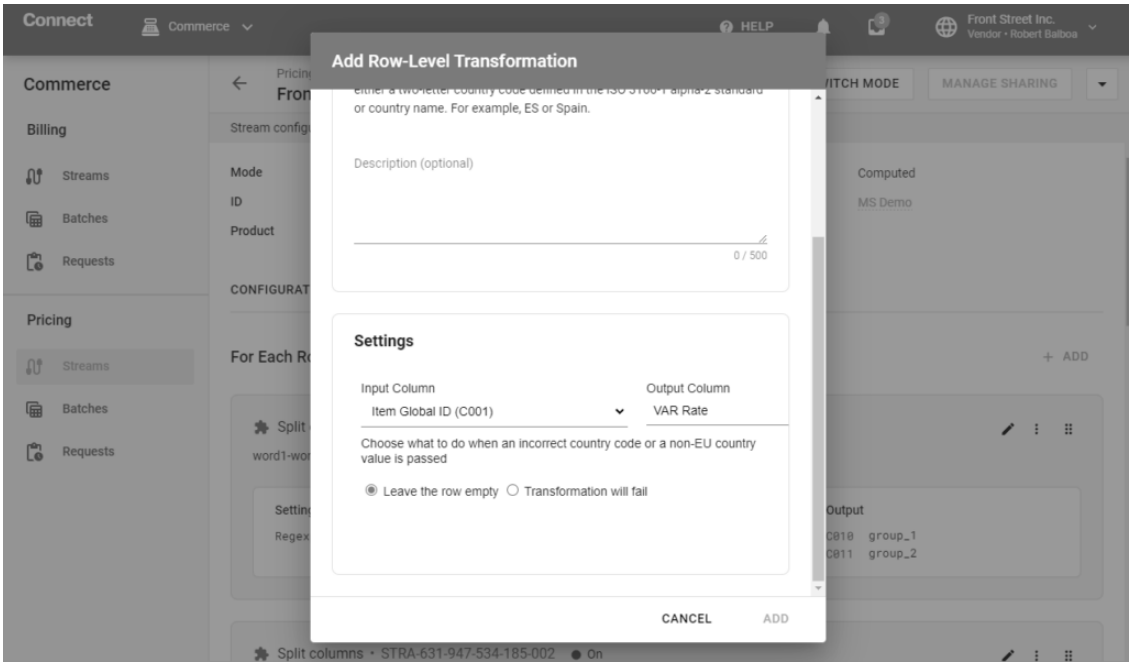 Connect
Commerce
HELP
3
Front Street Inc.
Vendor • Robert Balboa
Commerce
Billing
Streams
Batches
Requests
Pricing
Streams
Batches
Requests
Pricing
Fron
WITCH MODE
MANAGE SHARING
Stream configu
Mode
Computed
ID
MS Demo
Product
CONFIGURAT
For Each Ro
+ ADD
Split
word1-wor
Setting
Regex
Output
C010 group_1
C011 group_2
Split columns • STRA-631-947-534-185-002 ● On
Add Row-Level Transformation
either a two-letter country code defined in the ISO 3166-1 alpha-2 standard
or country name. For example, ES or Spain.
Description (optional)
0 / 500
Settings
Input Column
Output Column
Item Global ID (C001)
VAR Rate
Choose what to do when an incorrect country code or a non-EU country
value is passed
Leave the row empty
Transformation will fail
CANCEL
ADD